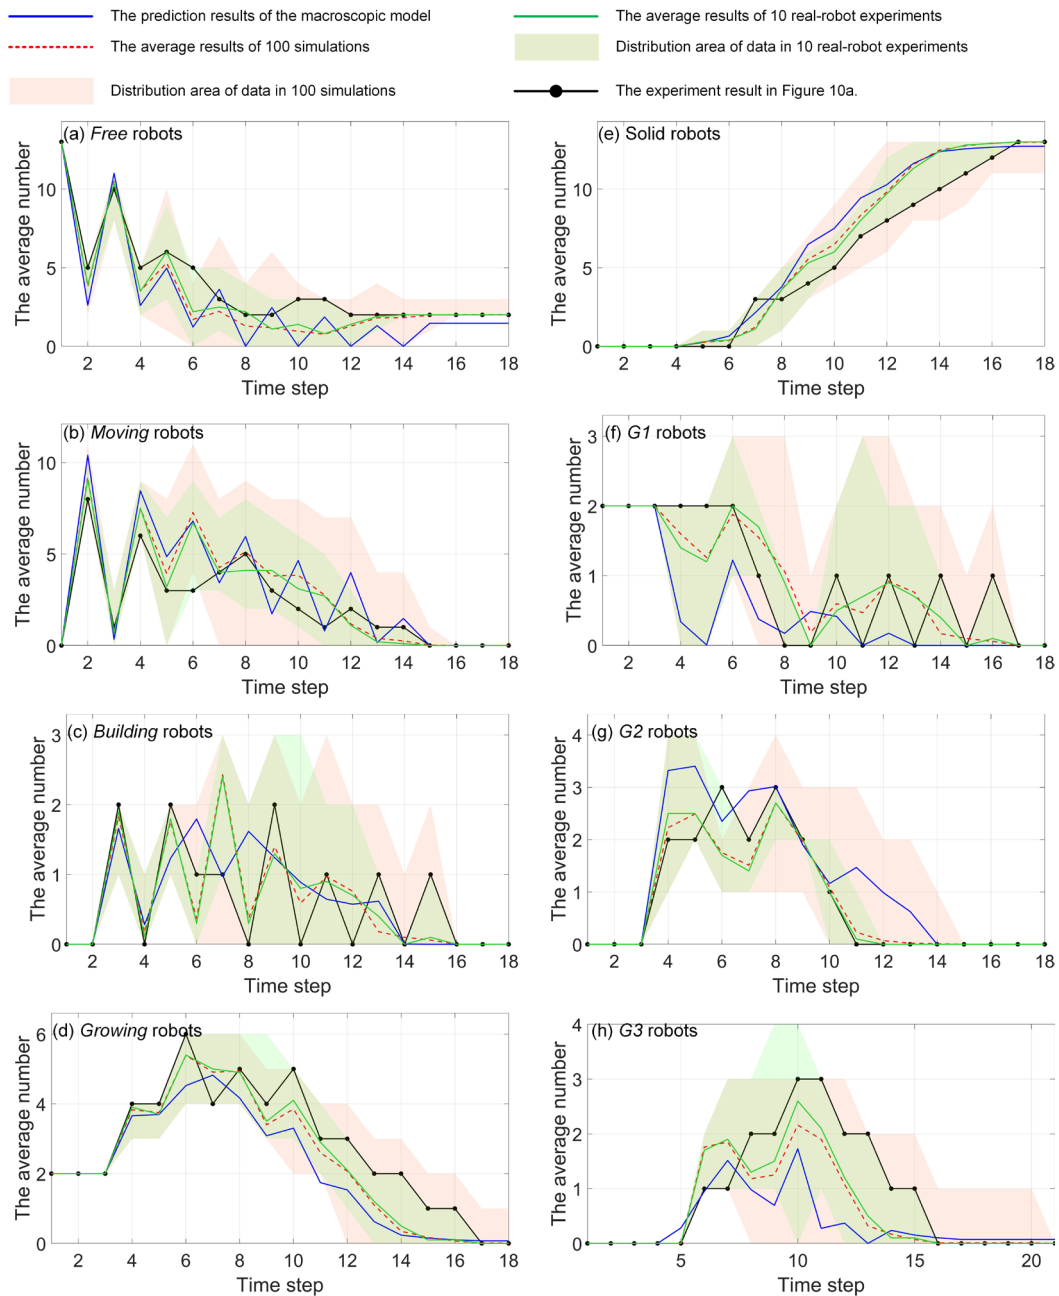 The prediction results of the macroscopic model
The average results of 10 real-robot experiments
The average results of 100 simulations
Distribution area of data in 10 real-robot experiments
Distribution area of data in 100 simulations
The experiment result in Figure 10a.
(a) Free robots
The average number
10
5
0
2 4 6 8 10 12 14 16 18
Time step
(e) Solid robots
The average number
10
5
0
2 4 6 8 10 12 14 16 18
Time step
(b) Moving robots
The average number
10
5
0
2 4 6 8 10 12 14 16 18
Time step
(f) G1 robots
The average number
3
2
1
0
2 4 6 8 10 12 14 16 18
Time step
(c) Building robots
The average number
3
2
1
0
2 4 6 8 10 12 14 16 18
Time step
(g) G2 robots
The average number
4
3
2
1
0
2 4 6 8 10 12 14 16 18
Time step
(d) Growing robots
The average number
6
4
2
0
2 4 6 8 10 12 14 16 18
Time step
(h) G3 robots
The average number
4
3
2
1
0
5 10 15 20
Time step